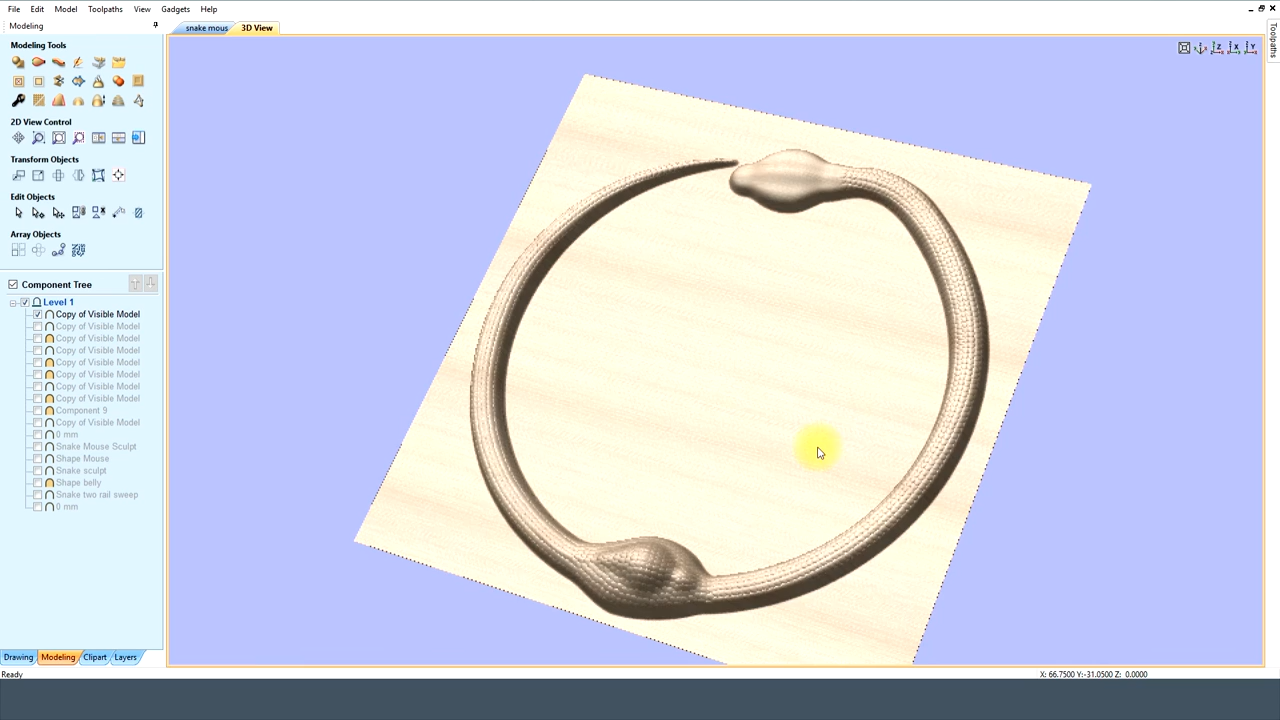 File Edit Model Toolpaths View Gadgets Help
Modeling
snake mous 3D View
Toolpaths
Modeling Tools
2D View Control
Transform Objects
Edit Objects
Array Objects
Component Tree
Level 1
Copy of Visible Model
Copy of Visible Model
Copy of Visible Model
Copy of Visible Model
Copy of Visible Model
Copy of Visible Model
Copy of Visible Model
Copy of Visible Model
Component 9
Copy of Visible Model
0 mm
Snake Mouse Sculpt
Shape Mouse
Snake sculpt
Shape belly
Snake two rail sweep
0 mm
Drawing Modeling Clipart Layers
Ready
X: 66.7500 Y:-31.0500 Z: 0.0000